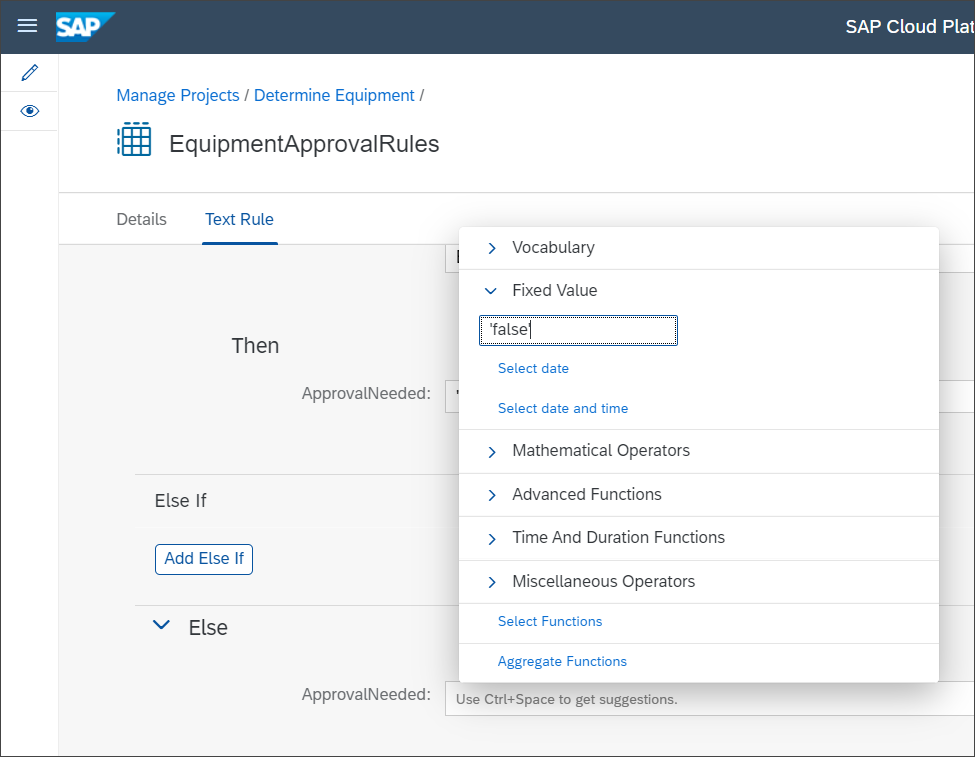 SAP SAP Cloud Plat
Manage Projects / Determine Equipment /
EquipmentApprovalRules
Details Text Rule
Vocabulary
Fixed Value
'false'
Select date
Select date and time
Mathematical Operators
Advanced Functions
Time And Duration Functions
Miscellaneous Operators
Select Functions
Aggregate Functions
Then
ApprovalNeeded: '
Else If
Add Else If
Else
ApprovalNeeded: Use Ctrl+Space to get suggestions.